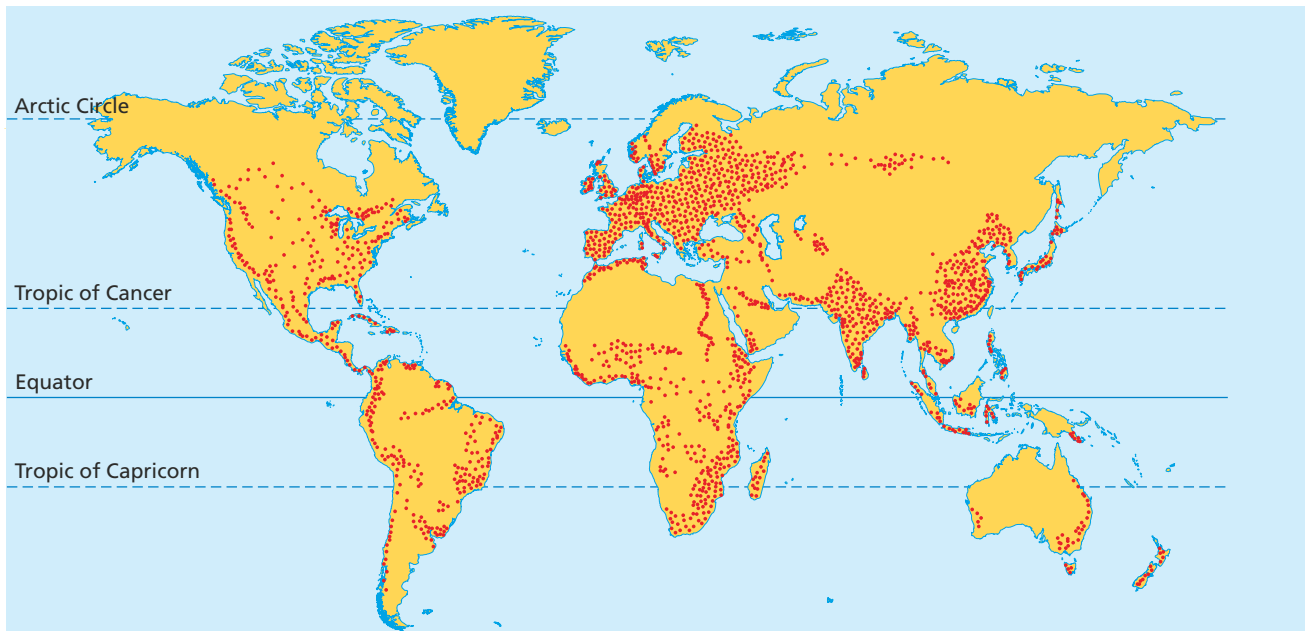 Arctic Circle
Tropic of Cancer
Equator
Tropic of Capricorn